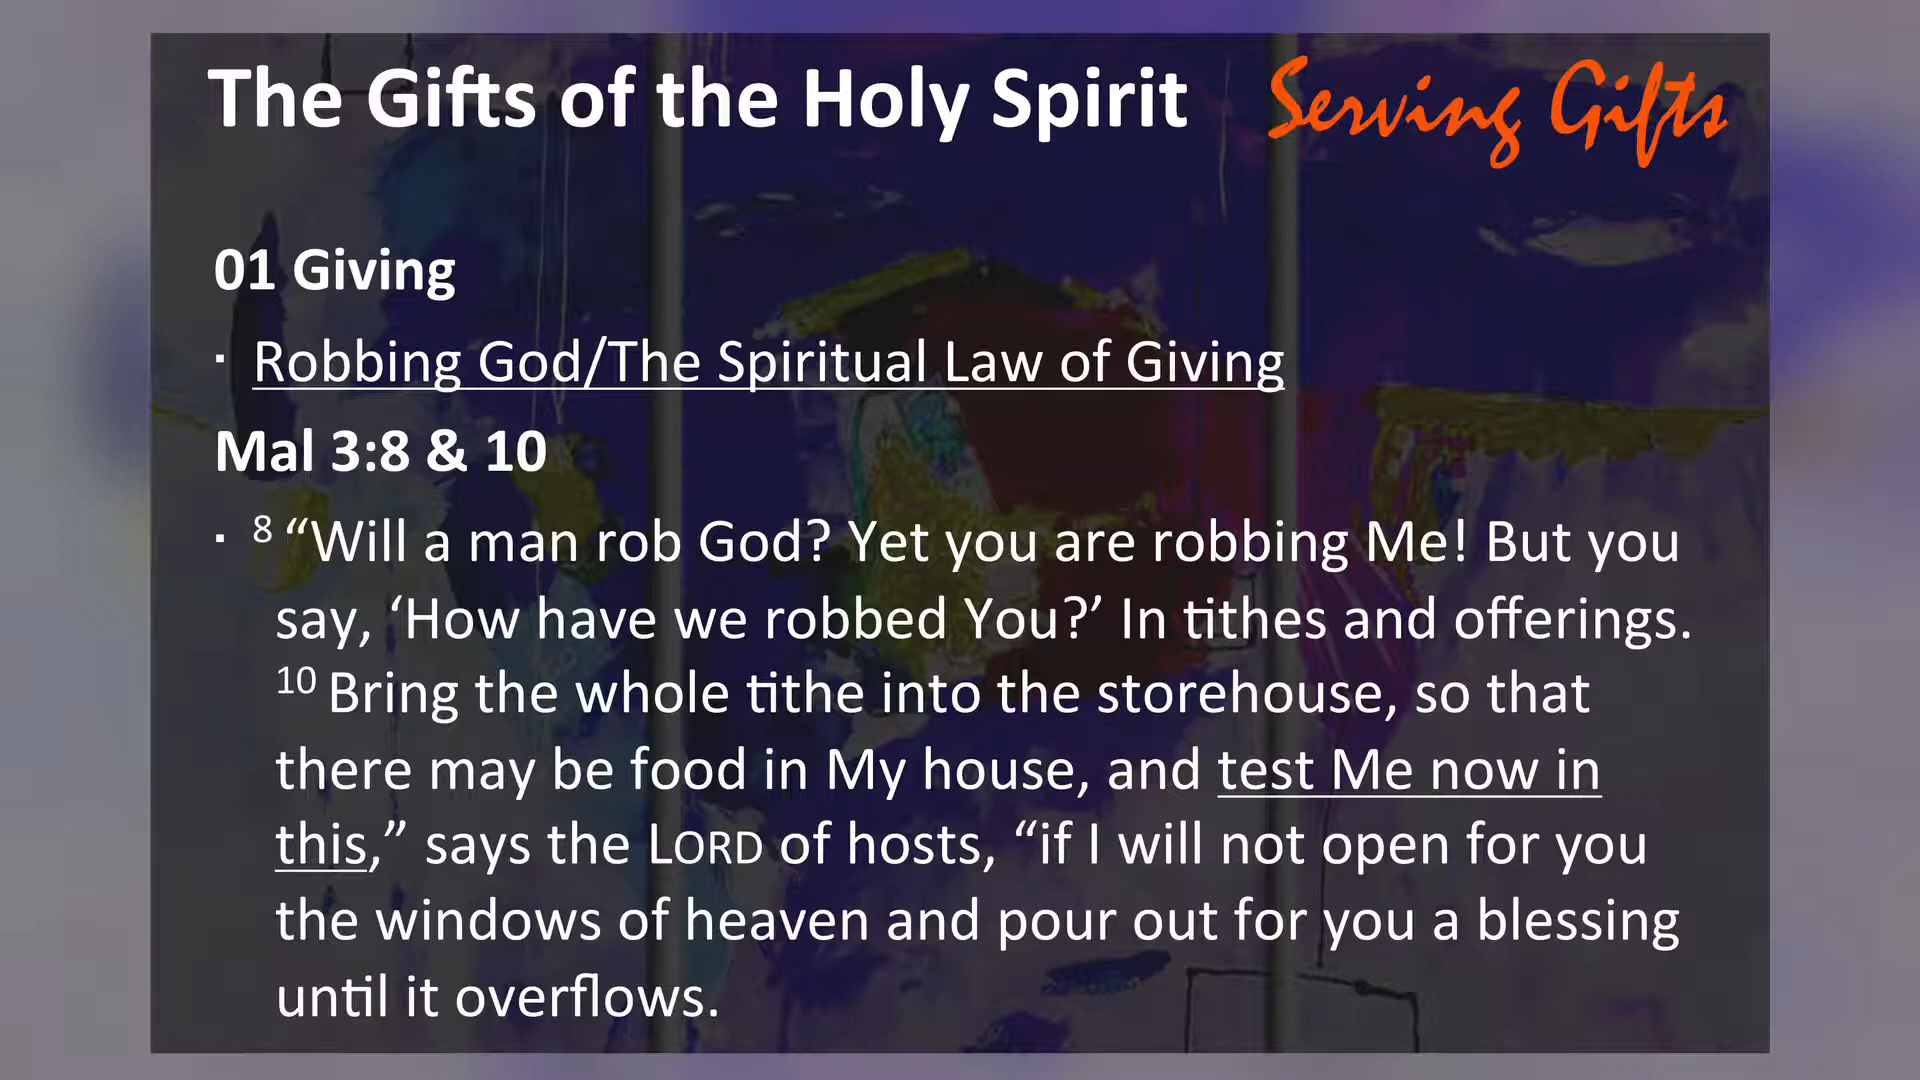 The Gifts of the Holy Spirit Serving Gifts
01 Giving
▪ Robbing God/The Spiritual Law of Giving
Mal 3:8 & 10
▪ 8 “Will a man rob God? Yet you are robbing Me! But you
say, ‘How have we robbed You?’ In tithes and offerings.
10 Bring the whole tithe into the storehouse, so that
there may be food in My house, and test Me now in
this,” says the LORD of hosts, “if I will not open for you
the windows of heaven and pour out for you a blessing
until it overflows.